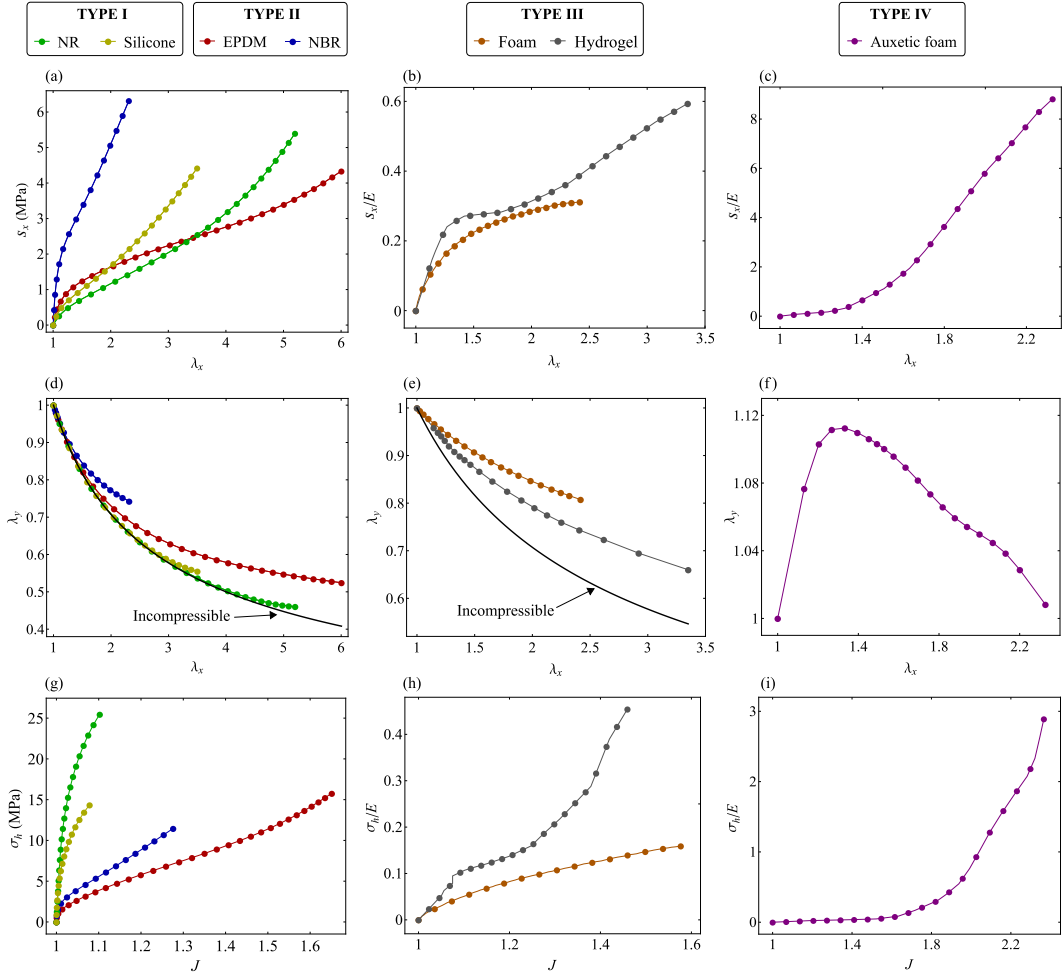 TYPE I TYPE II TYPE III TYPE IV
NR Silicone EPDM NBR Foam Hydrogel Auxetic foam
(a) (b) (c)
6
5
4
3
2
1
0
s_x (MPa)
1 2 3 4 5 6
λ_x
0.6
0.4
0.2
0
s_x/E
1 1.5 2 2.5 3 3.5
λ_x
8
6
4
2
0
s_x/E
1 1.4 1.8 2.2
λ_x
(d) (e) (f)
1
0.9
0.8
0.7
0.6
0.5
0.4
λ_y
Incompressible
1 2 3 4 5 6
λ_x
1
0.9
0.8
0.7
0.6
λ_y
Incompressible
1 1.5 2 2.5 3 3.5
λ_x
1.12
1.08
1.04
1
λ_y
1 1.4 1.8 2.2
λ_x
(g) (h) (i)
25
20
15
10
5
0
σ_h (MPa)
1 1.1 1.2 1.3 1.4 1.5 1.6
J
0.4
0.3
0.2
0.1
0
σ_h/E
1 1.2 1.4 1.6
J
3
2
1
0
σ_h/E
1 1.4 1.8 2.2
J